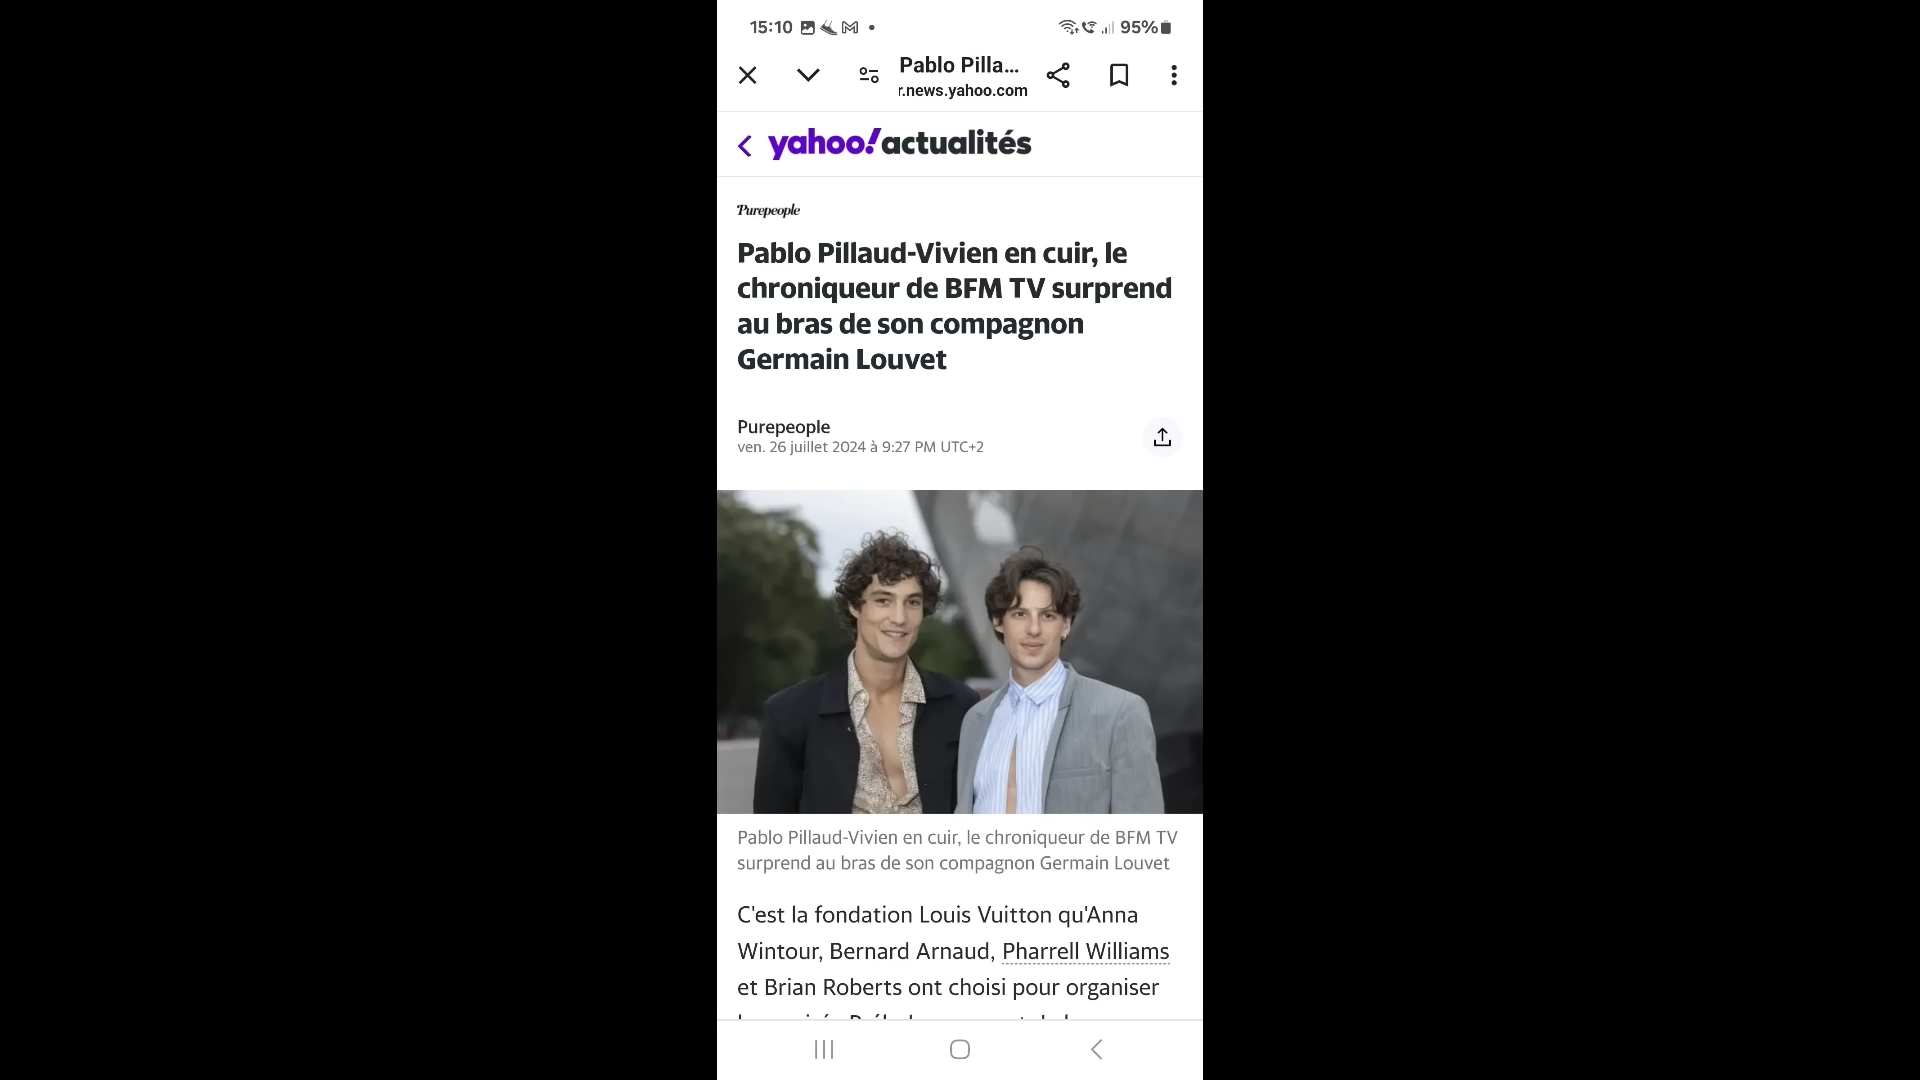 15:10
95%
Pablo Pilla...
r.news.yahoo.com
yahoo!actualités
Purepeople
Pablo Pillaud-Vivien en cuir, le
chroniqueur de BFM TV surprend
au bras de son compagnon
Germain Louvet
Purepeople
ven. 26 juillet 2024 à 9:27 PM UTC+2
Pablo Pillaud-Vivien en cuir, le chroniqueur de BFM TV
surprend au bras de son compagnon Germain Louvet
C'est la fondation Louis Vuitton qu'Anna
Wintour, Bernard Arnaud, Pharrell Williams
et Brian Roberts ont choisi pour organiser